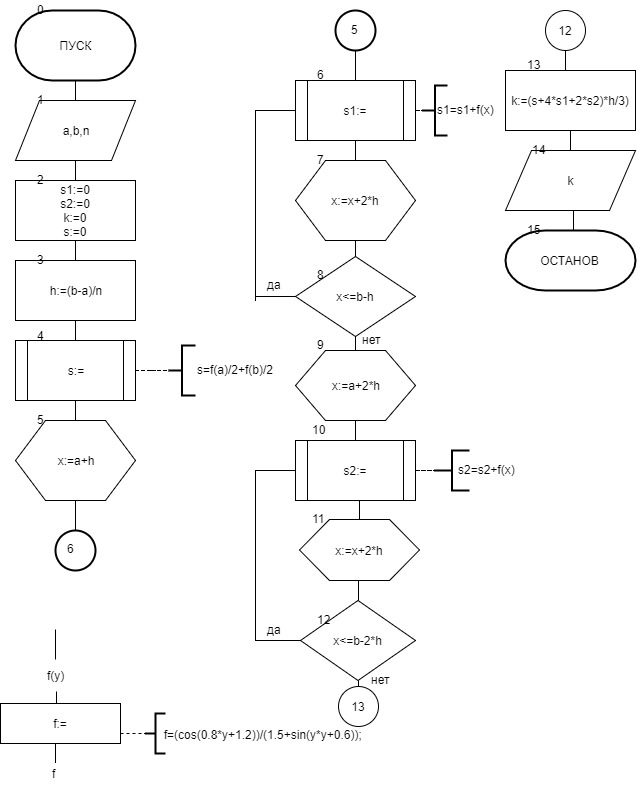 0
ПУСК
1
a,b,n
2
s1:=0
s2:=0
k:=0
s:=0
3
h:=(b-a)/n
4
s:=
s=f(a)/2+f(b)/2
5
x:=a+h
6
f(y)
f:=
f=(cos(0.8*y+1.2))/(1.5+sin(y*y+0.6));
f
5
6
s1:=
s1=s1+f(x)
7
x:=x+2*h
8
да
x<=b-h
нет
9
x:=a+2*h
10
s2:=
s2=s2+f(x)
11
x:=x+2*h
12
да
x<=b-2*h
нет
13
12
13
k:=(s+4*s1+2*s2)*h/3)
14
k
15
ОСТАНОВ